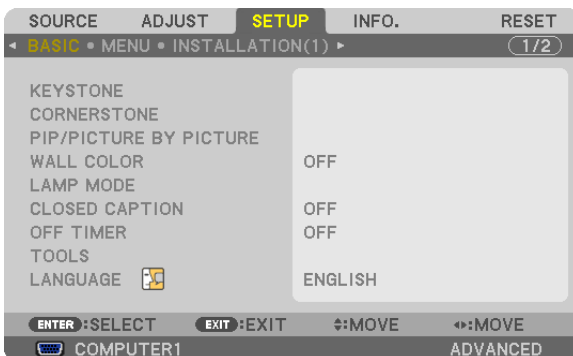 SOURCE ADJUST SETUP INFO. RESET
BASIC • MENU • INSTALLATION(1) 1/2
KEYSTONE
CORNERSTONE
PIP/PICTURE BY PICTURE
WALL COLOR OFF
LAMP MODE
CLOSED CAPTION OFF
OFF TIMER OFF
TOOLS
LANGUAGE ENGLISH
ENTER :SELECT EXIT :EXIT :MOVE :MOVE
COMPUTER1 ADVANCED